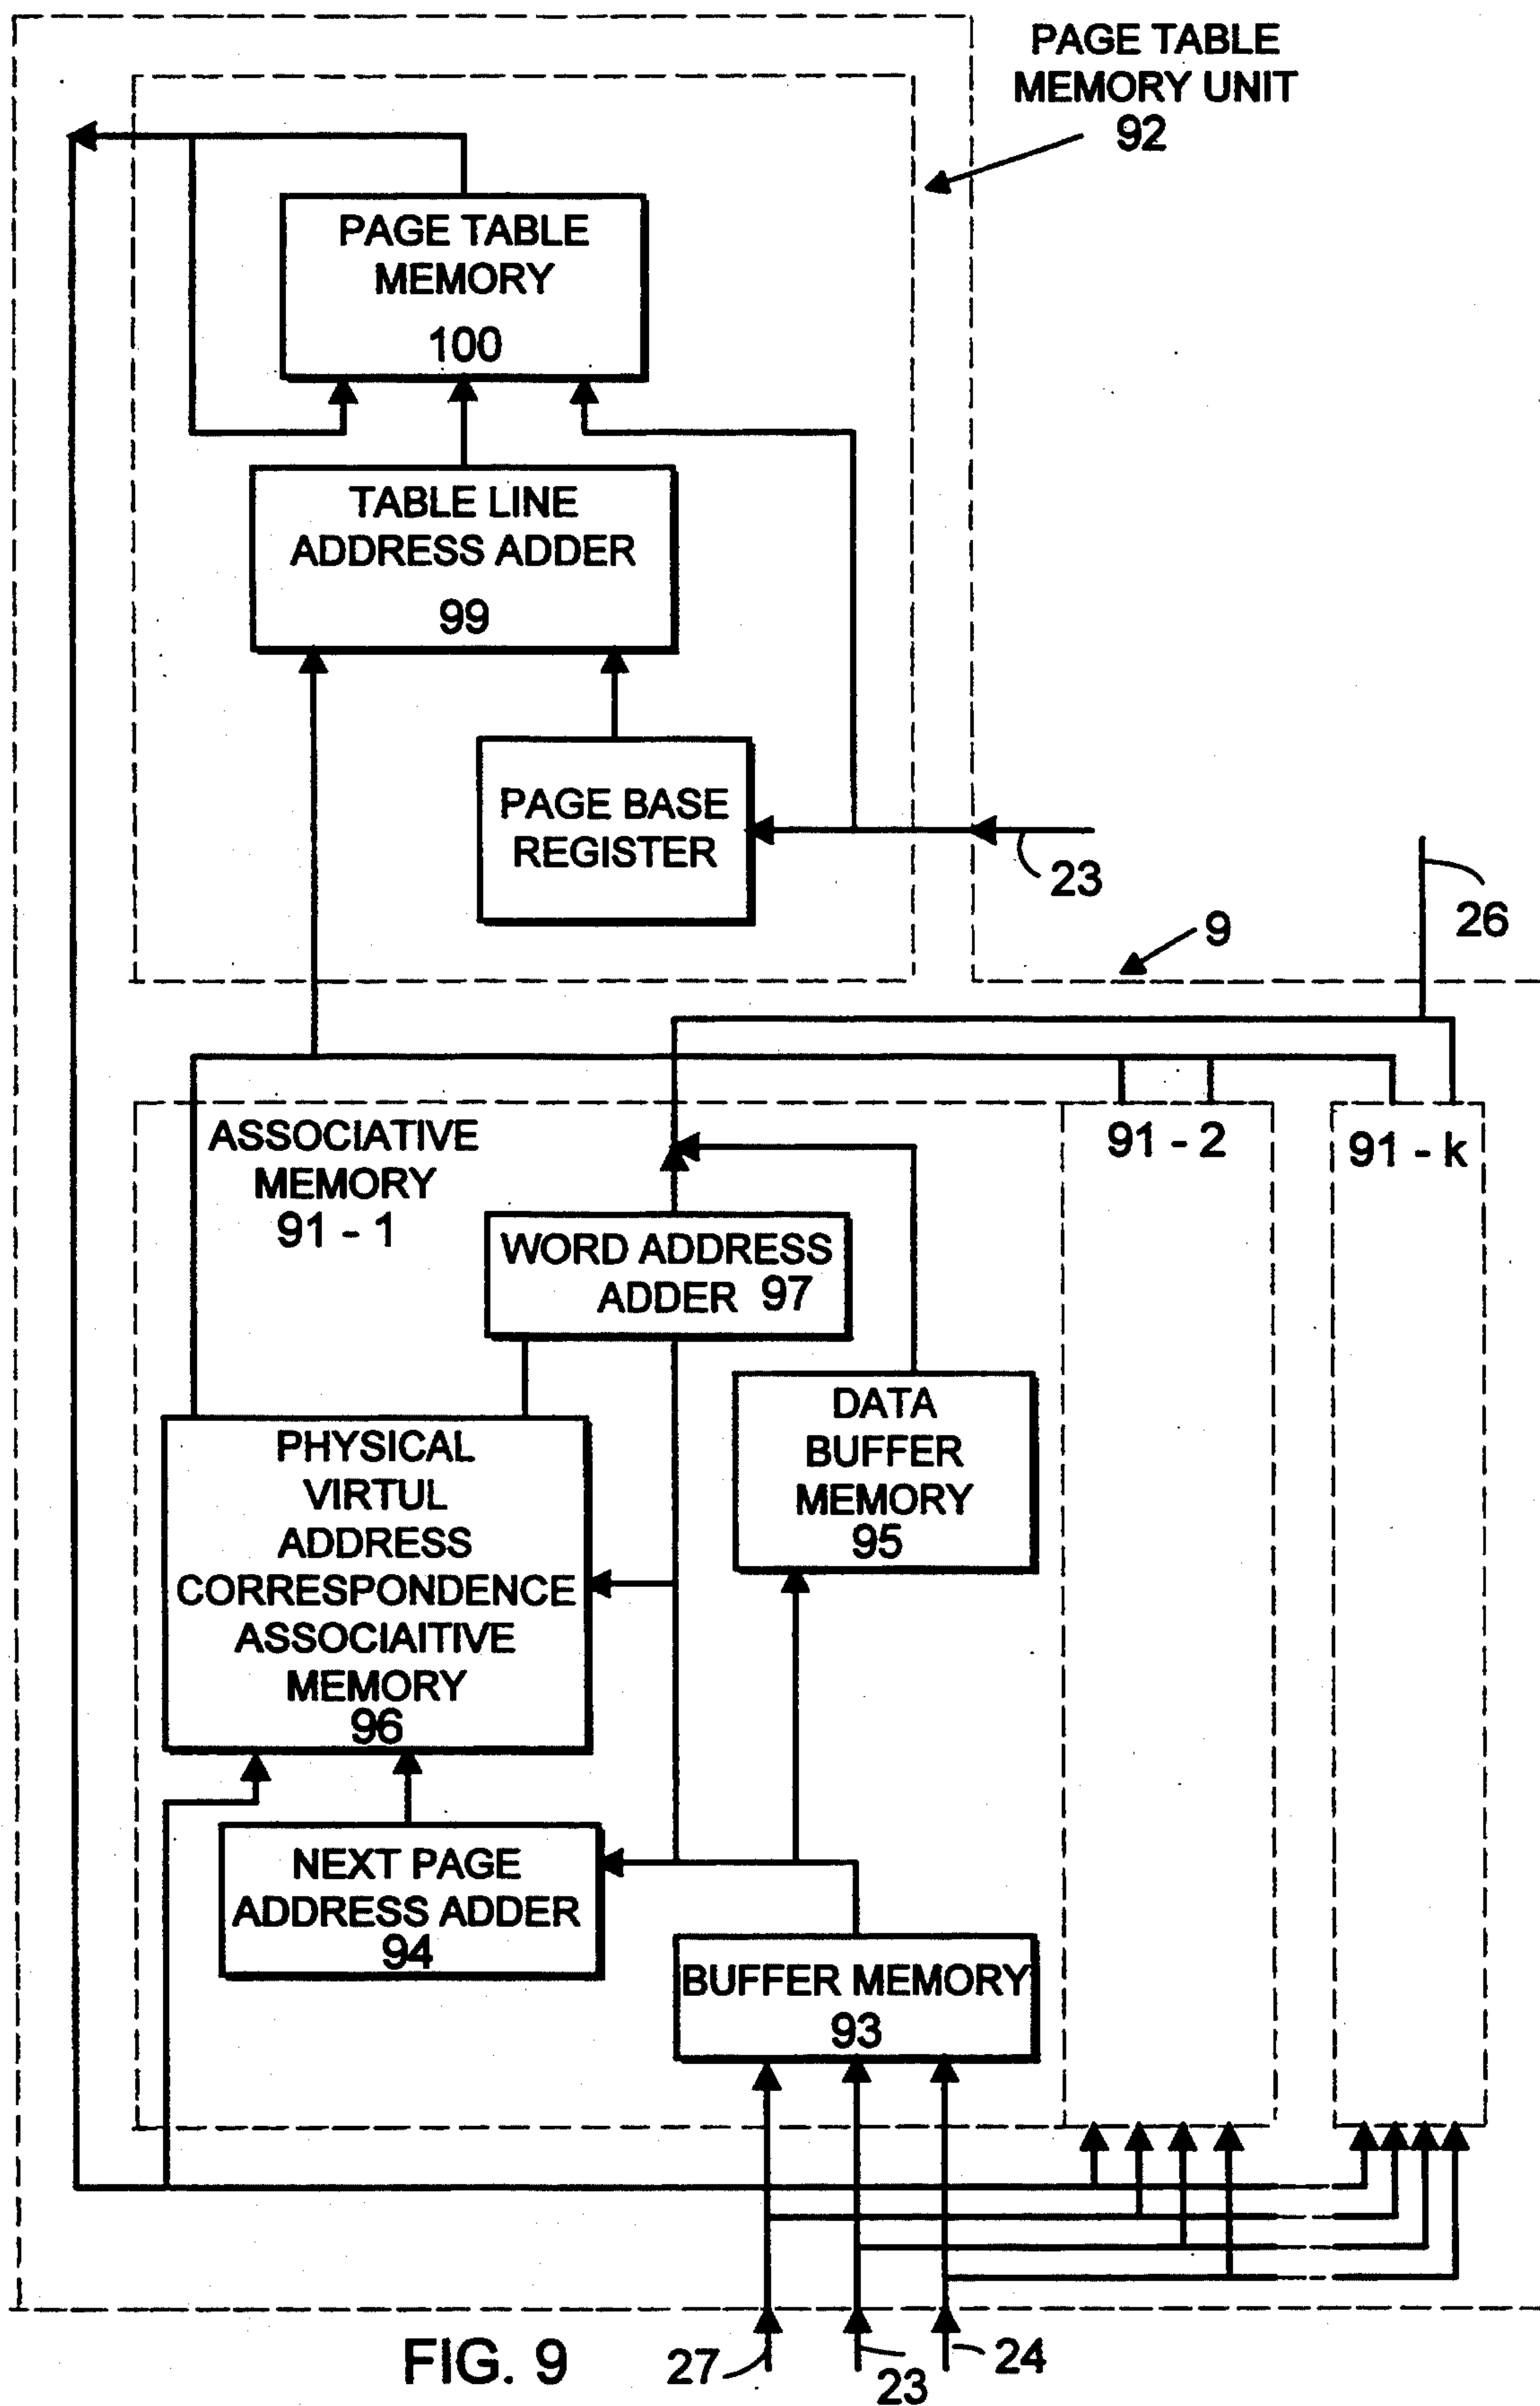 PAGE TABLE
MEMORY UNIT
92
PAGE TABLE
MEMORY
100
TABLE LINE
ADDRESS ADDER
99
PAGE BASE
REGISTER
23
9
26
ASSOCIATIVE
MEMORY
91 - 1
91 - 2
91 - k
WORD ADDRESS
ADDER 97
PHYSICAL
VIRTUL
ADDRESS
CORRESPONDENCE
ASSOCIAITIVE
MEMORY
96
DATA
BUFFER
MEMORY
95
NEXT PAGE
ADDRESS ADDER
94
BUFFER MEMORY
93
FIG. 9
27
23
24